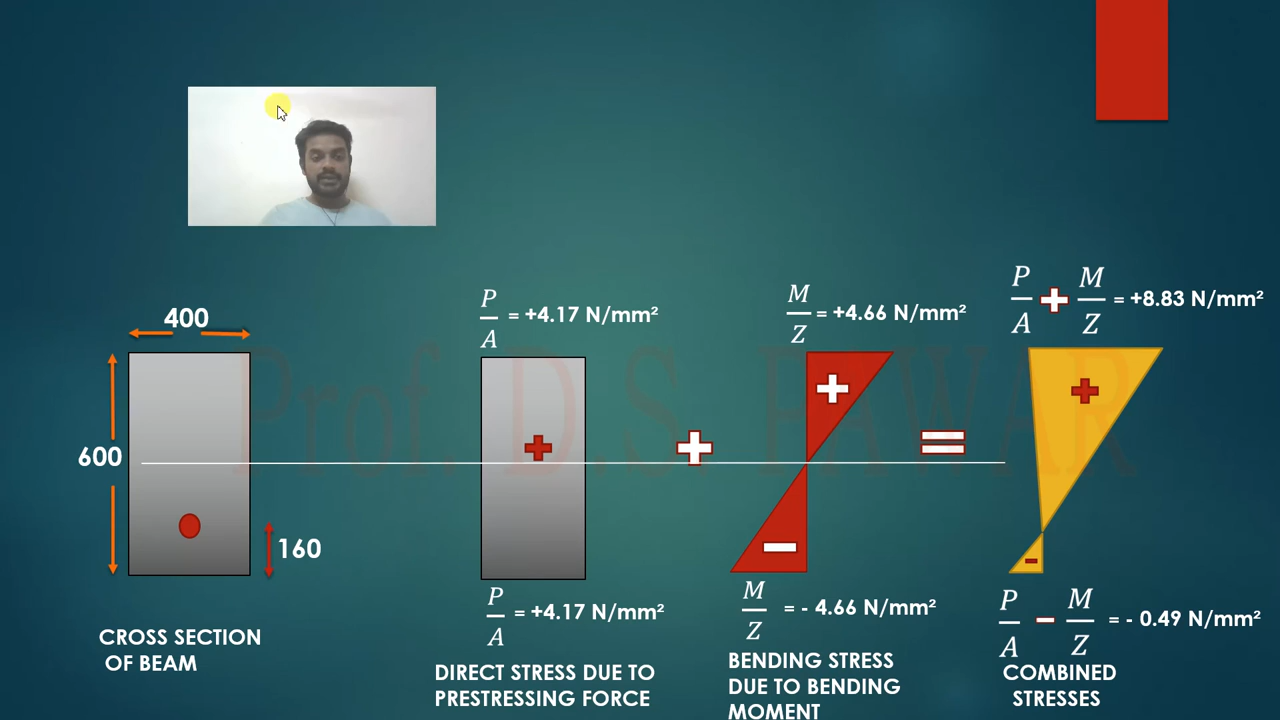 400
600
160
CROSS SECTION
OF BEAM
P/A = +4.17 N/mm²
P/A = +4.17 N/mm²
DIRECT STRESS DUE TO
PRESTRESSING FORCE
+
M/Z = +4.66 N/mm²
+
−
M/Z = - 4.66 N/mm²
BENDING STRESS
DUE TO BENDING
MOMENT
=
P/A + M/Z = +8.83 N/mm²
+
-
P/A - M/Z = - 0.49 N/mm²
COMBINED
STRESSES
Prof. D.S. PAWAR